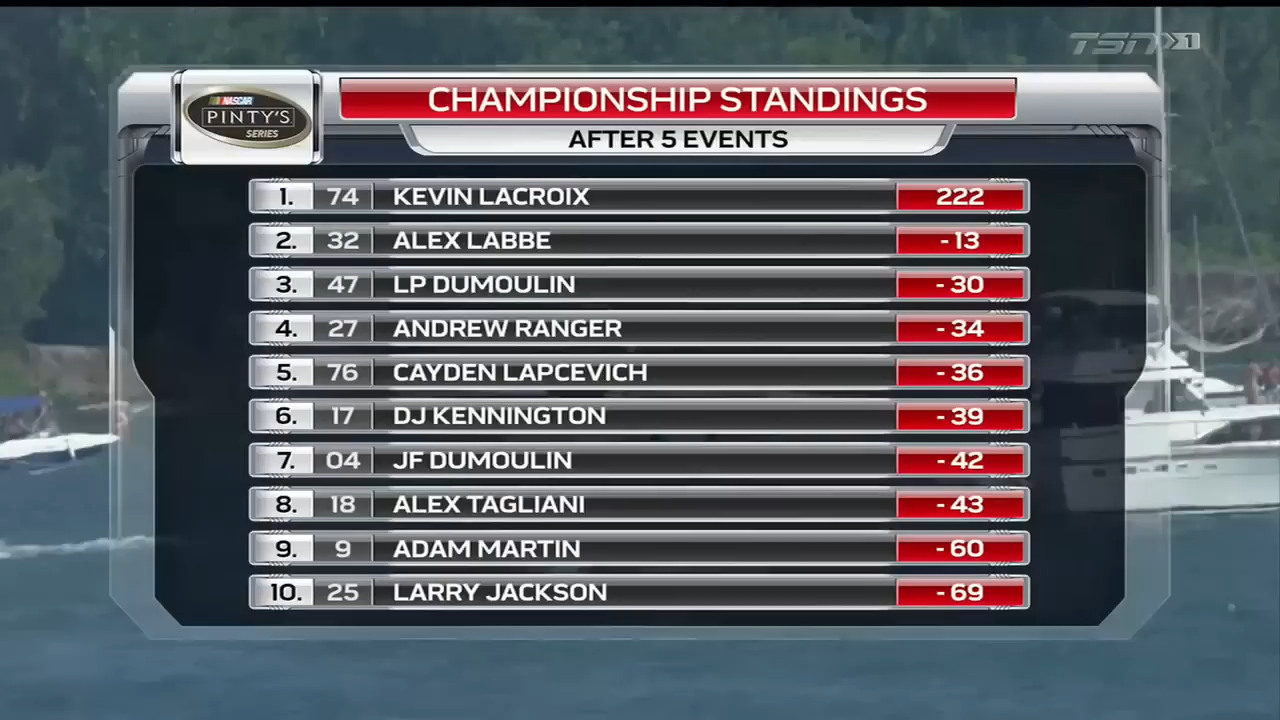 TSN 1
NASCAR
PINTY'S
SERIES
CHAMPIONSHIP STANDINGS
AFTER 5 EVENTS
1. 74 KEVIN LACROIX 222
2. 32 ALEX LABBE - 13
3. 47 LP DUMOULIN - 30
4. 27 ANDREW RANGER - 34
5. 76 CAYDEN LAPCEVICH - 36
6. 17 DJ KENNINGTON - 39
7. 04 JF DUMOULIN - 42
8. 18 ALEX TAGLIANI - 43
9. 9 ADAM MARTIN - 60
10. 25 LARRY JACKSON - 69